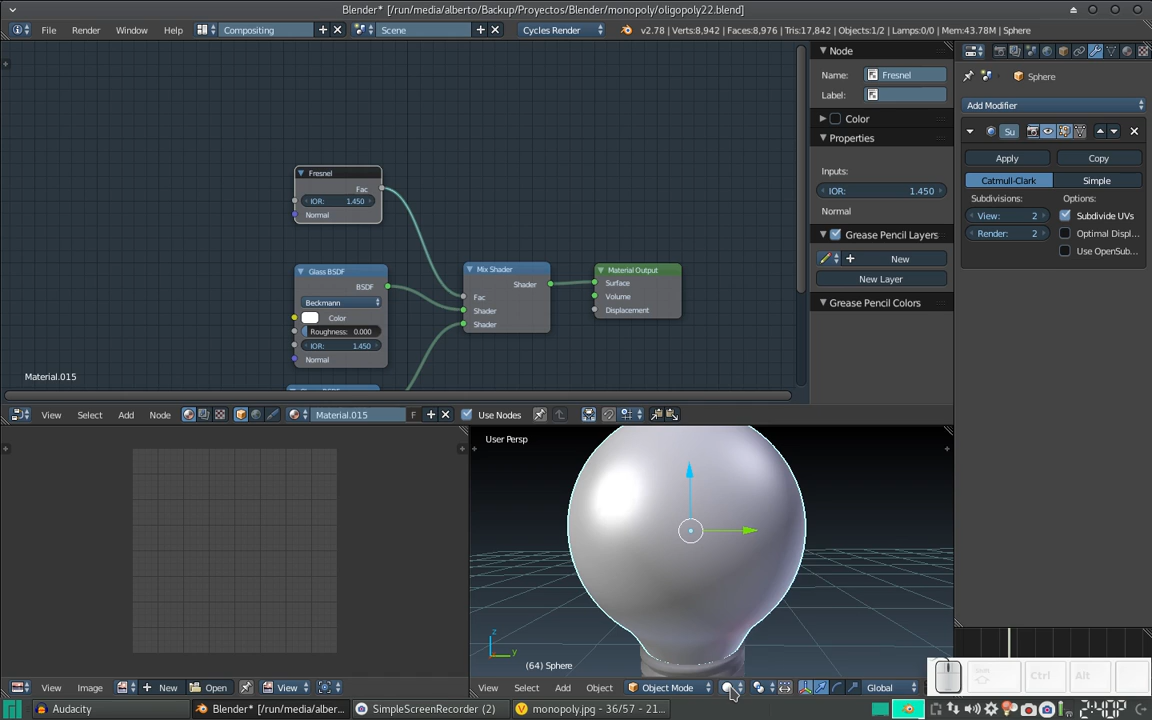 Blender* [/run/media/alberto/Backup/Proyectos/Blender/monopoly/oligopoly22.blend]
File Render Window Help Compositing Scene Cycles Render v2.78 | Verts:8,942 | Faces:8,976 | Tris:17,842 | Objects:1/2 | Lamps:0/0 | Mem:43.78M | Sphere
Node
Name: Fresnel
Label:
Color
Properties
Inputs:
IOR: 1.450
Normal
Grease Pencil Layers
New
New Layer
Grease Pencil Colors
Sphere
Add Modifier
Su
Apply Copy
Catmull-Clark Simple
Subdivisions: Options:
View: 2 Subdivide UVs
Render: 2 Optimal Displ...
Use OpenSub...
Fresnel
Fac
IOR: 1.450
Normal
Glass BSDF
BSDF
Beckmann
Color
Roughness: 0.000
IOR: 1.450
Normal
Mix Shader
Shader
Fac
Shader
Shader
Material Output
Surface
Volume
Displacement
Material.015
View Select Add Node Material.015 F Use Nodes
User Persp
z
y
(64) Sphere
View Image New Open View
View Select Add Object Object Mode Global
Ctrl Alt
Audacity Blender* [/run/media/alber... SimpleScreenRecorder (2) monopoly.jpg - 36/57 - 21... 2:40P